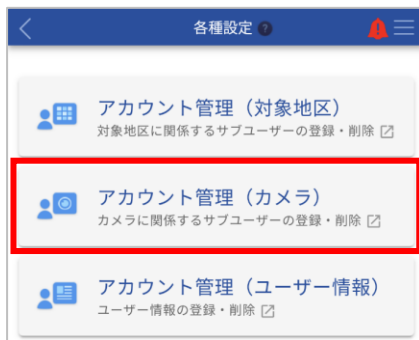 各種設定 ?
アカウント管理（対象地区）
対象地区に関係するサブユーザーの登録・削除
アカウント管理（カメラ）
カメラに関係するサブユーザーの登録・削除
アカウント管理（ユーザー情報）
ユーザー情報の登録・削除